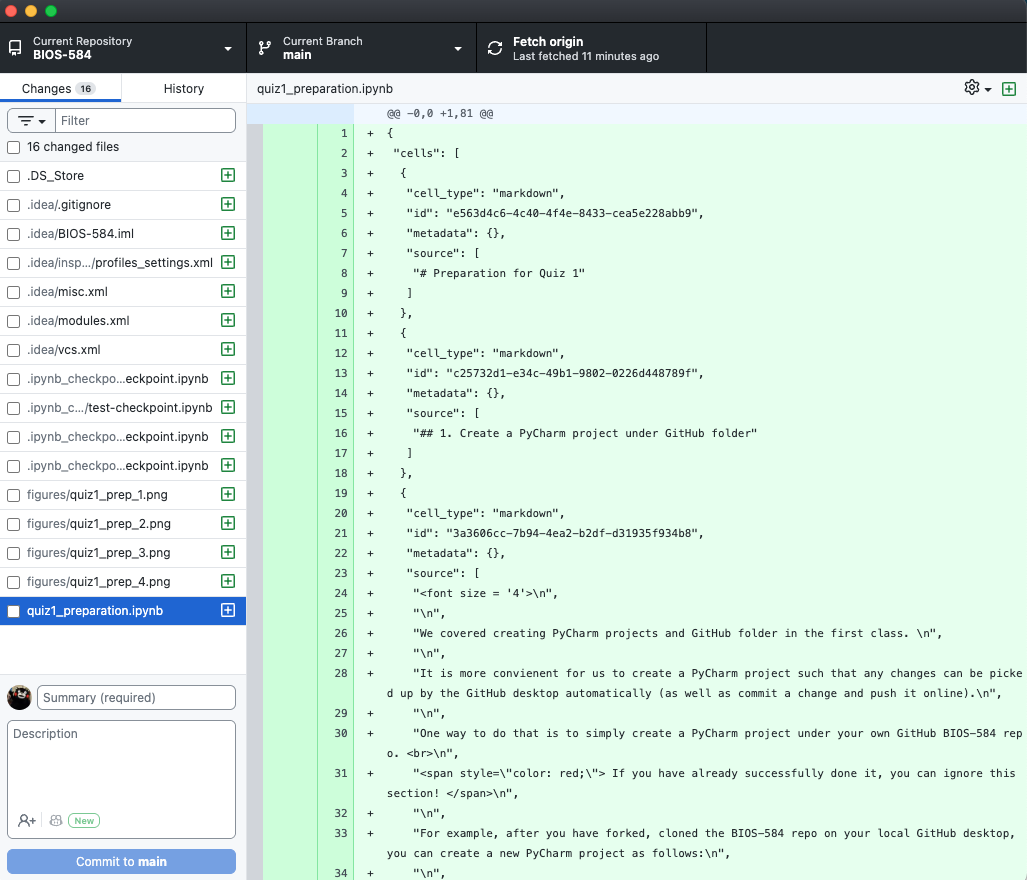 Current Repository
BIOS-584
Current Branch
main
Fetch origin
Last fetched 11 minutes ago
Changes 16
History
Filter
16 changed files
.DS_Store
.idea/.gitignore
.idea/BIOS-584.iml
.idea/insp.../profiles_settings.xml
.idea/misc.xml
.idea/modules.xml
.idea/vcs.xml
.ipynb_checkpo...eckpoint.ipynb
.ipynb_c.../test-checkpoint.ipynb
.ipynb_checkpo...eckpoint.ipynb
.ipynb_checkpo...eckpoint.ipynb
figures/quiz1_prep_1.png
figures/quiz1_prep_2.png
figures/quiz1_prep_3.png
figures/quiz1_prep_4.png
quiz1_preparation.ipynb
Summary (required)
Description
New
Commit to main
quiz1_preparation.ipynb
@@ -0,0 +1,81 @@
1 + {
2 + "cells": [
3 + {
4 + "cell_type": "markdown",
5 + "id": "e563d4c6-4c40-4f4e-8433-cea5e228abb9",
6 + "metadata": {},
7 + "source": [
8 + "# Preparation for Quiz 1"
9 + ]
10 + },
11 + {
12 + "cell_type": "markdown",
13 + "id": "c25732d1-e34c-49b1-9802-0226d448789f",
14 + "metadata": {},
15 + "source": [
16 + "## 1. Create a PyCharm project under GitHub folder"
17 + ]
18 + },
19 + {
20 + "cell_type": "markdown",
21 + "id": "3a3606cc-7b94-4ea2-b2df-d31935f934b8",
22 + "metadata": {},
23 + "source": [
24 + "<font size = '4'>\n",
25 + "\n",
26 + "We covered creating PyCharm projects and GitHub folder in the first class. \n",
27 + "\n",
28 + "It is more convienent for us to create a PyCharm project such that any changes can be picke
d up by the GitHub desktop automatically (as well as commit a change and push it online).\n",
29 + "\n",
30 + "One way to do that is to simply create a PyCharm project under your own GitHub BIOS-584 rep
o. <br>\n",
31 + "<span style=\"color: red;\"> If you have already successfully done it, you can ignore this
section! </span>\n",
32 + "\n",
33 + "For example, after you have forked, cloned the BIOS-584 repo on your local GitHub desktop,
you can create a new PyCharm project as follows:\n",
34 + "\n",